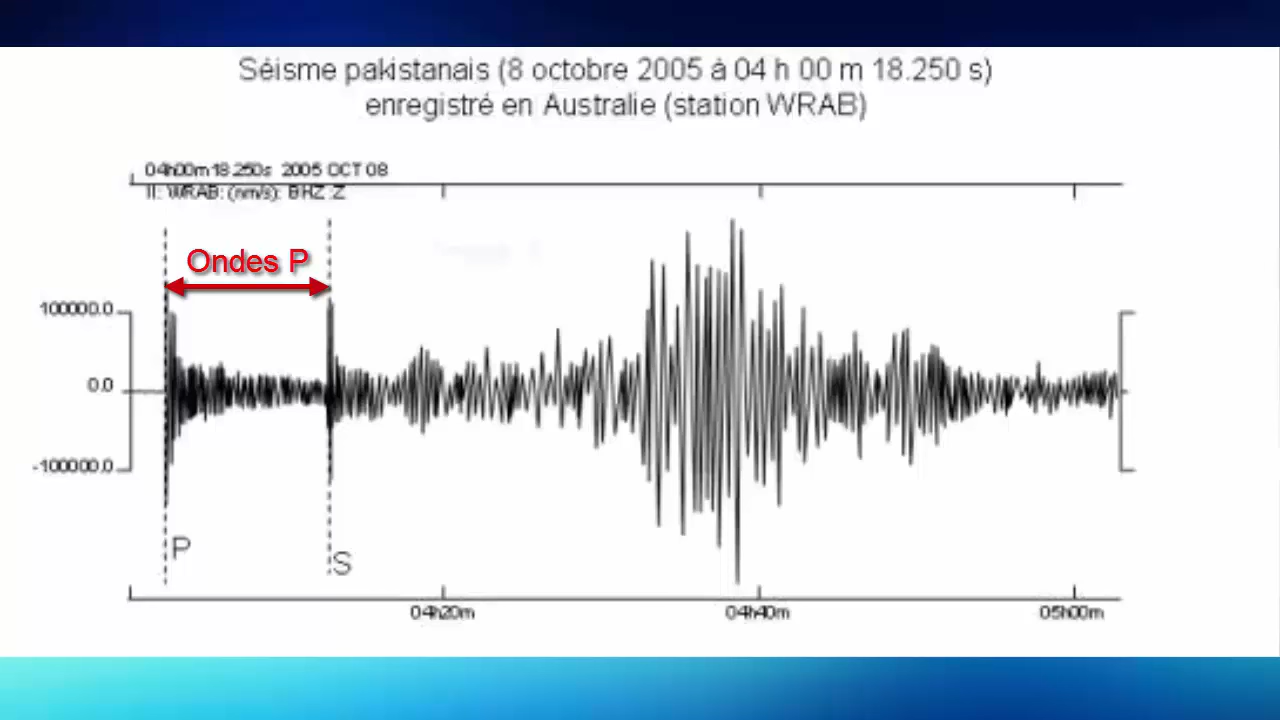 Séisme pakistanais (8 octobre 2005 à 04 h 00 m 18.250 s)
enregistré en Australie (station WRAB)
04h00m18.250s 2005 OCT 08
II: WRAB: (nm/s): BHZ :Z
Ondes P
100000.0
0.0
-100000.0
P
S
04h20m
04h40m
05h00m